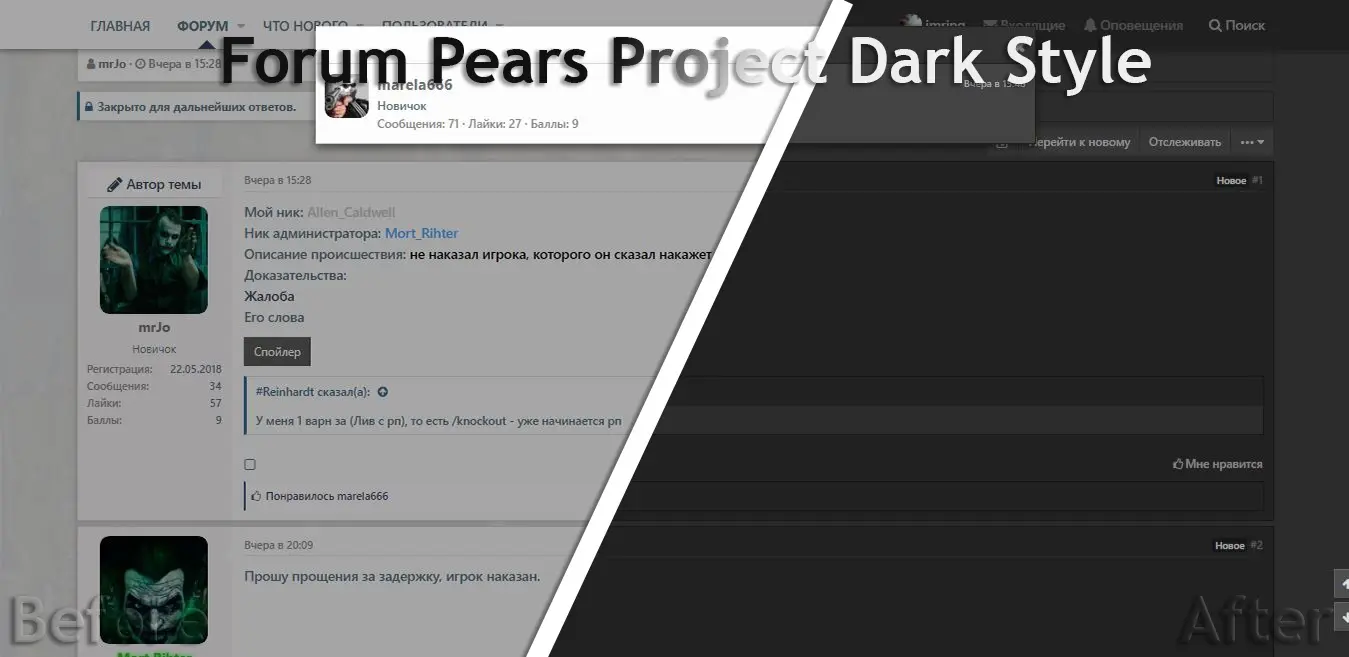 ГЛАВНАЯ ФОРУМ ЧТО НОВОГО ПОЛЬЗОВАТЕЛИ imring Входящие Оповещения Поиск
Forum Pears Project Dark Style
mrJo · Вчера в 15:28
marela666
Вчера в 15:48
Новичок
Закрыто для дальнейших ответов.
Сообщения: 71 · Лайки: 27 · Баллы: 9
Перейти к новому Отслеживать
Автор темы
Вчера в 15:28
Новое #1
Мой ник: Allen_Caldwell
Ник администратора: Mort_Rihter
Описание происшествия: не наказал игрока, которого он сказал накажет
Доказательства:
Жалоба
Его слова
mrJo
Новичок
Спойлер
Регистрация: 22.05.2018
Сообщения: 34
Лайки: 57
Баллы: 9
#Reinhardt сказал(а):
У меня 1 варн за (Лив с рп), то есть /knockout - уже начинается рп
Мне нравится
Понравилось marela666
Вчера в 20:09
Новое #2
Прошу прощения за задержку, игрок наказан.
Before
After
Mort_Rihter